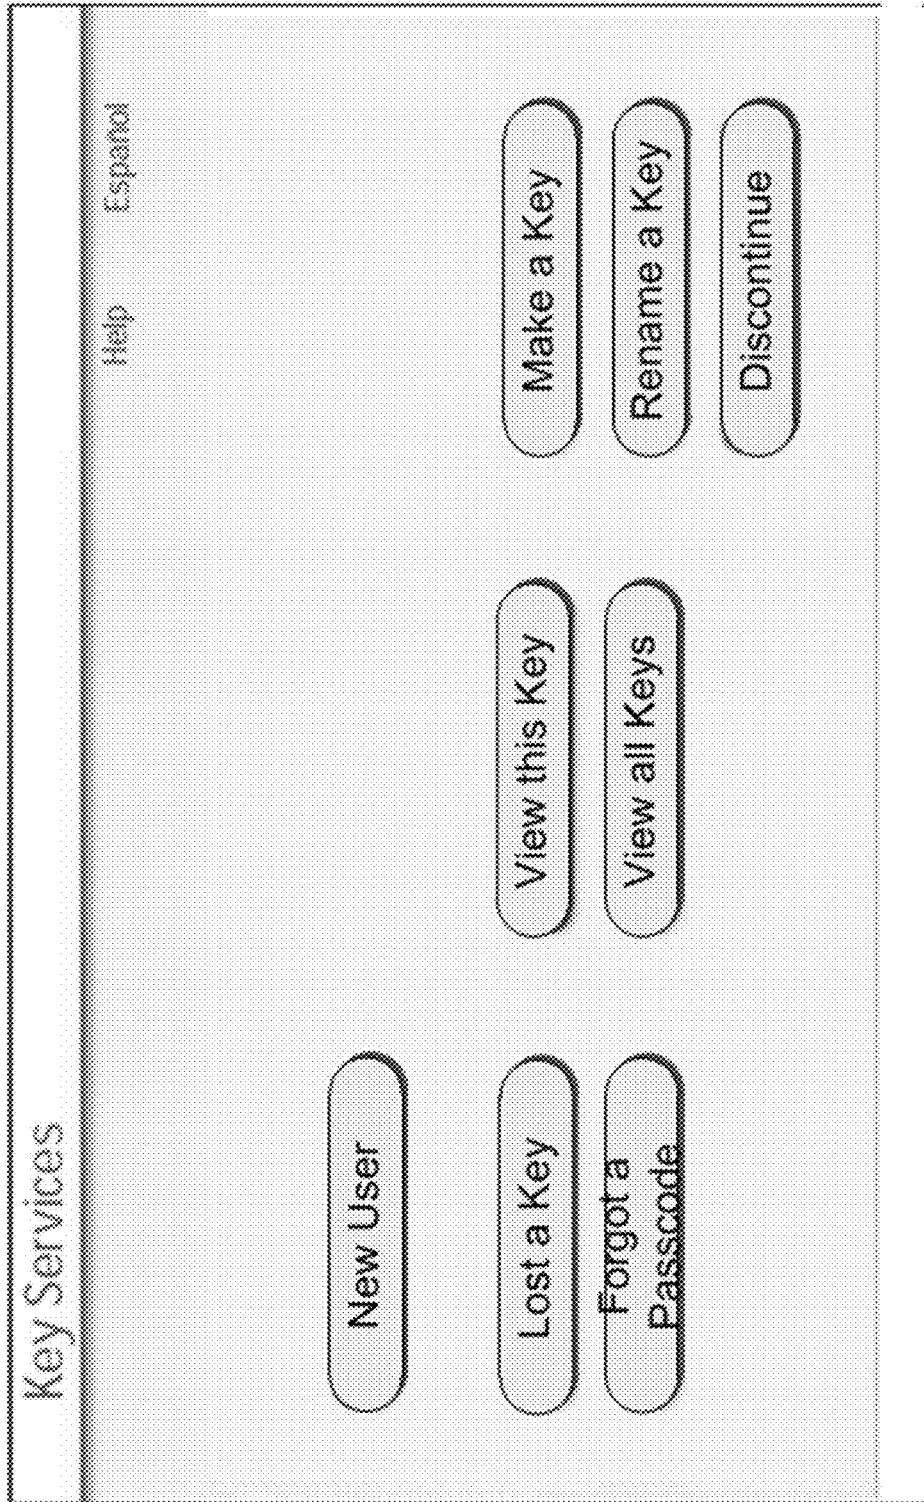 Key Services
Help
Español
New User
Lost a Key
Forgot a
Passcode
View this Key
View all Keys
Make a Key
Rename a Key
Discontinue